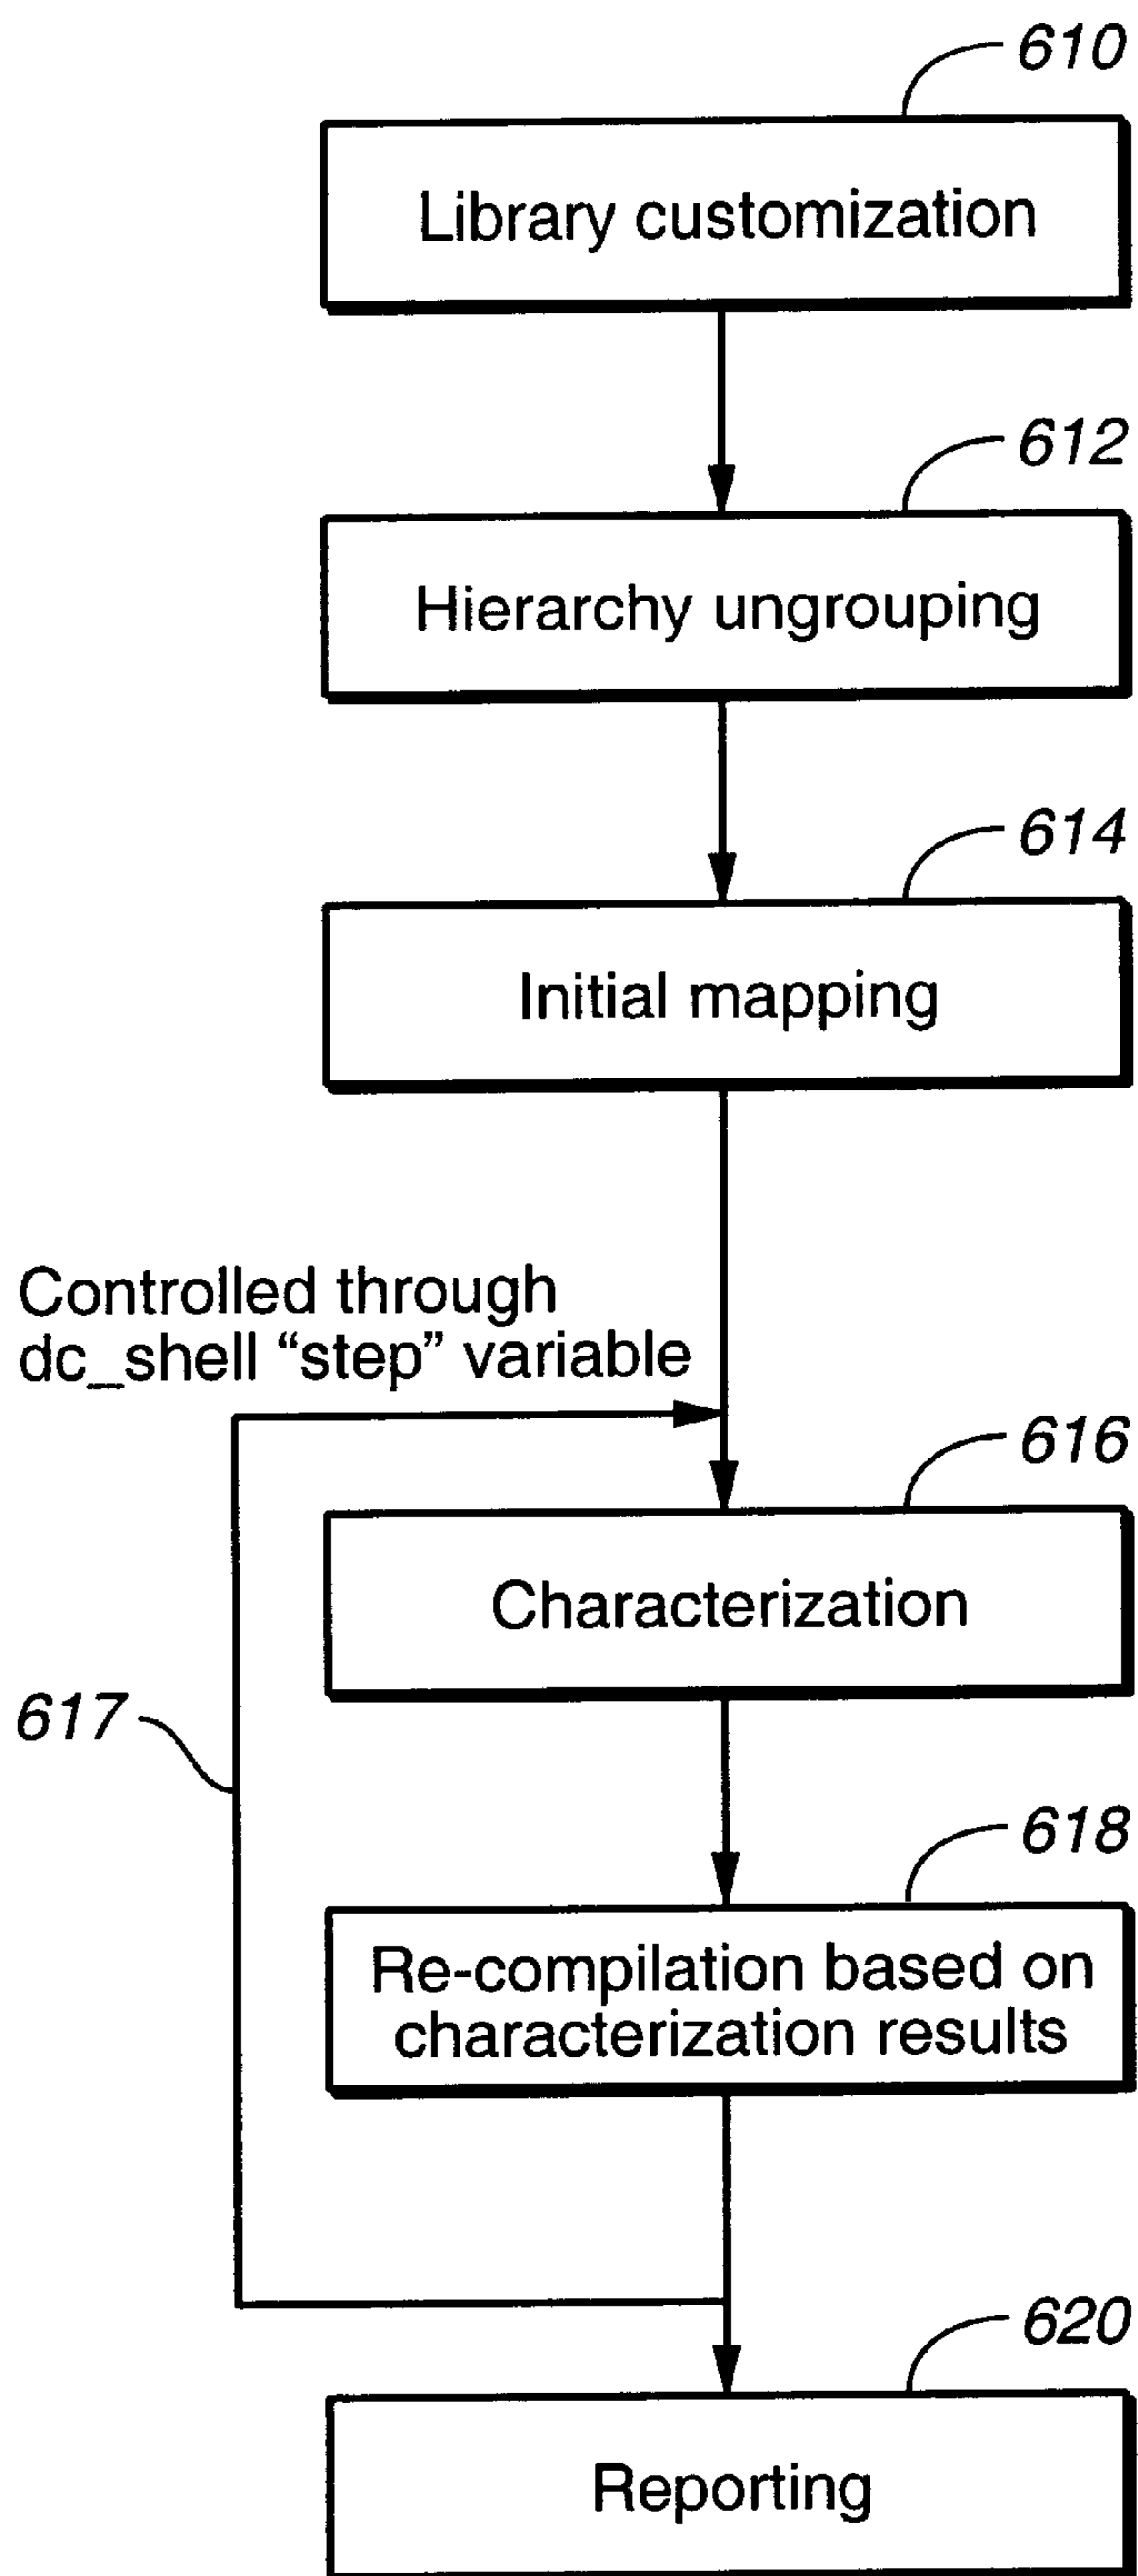 610
Library customization
612
Hierarchy ungrouping
614
Initial mapping
Controlled through
dc_shell “step” variable
616
Characterization
617
618
Re-compilation based on
characterization results
620
Reporting